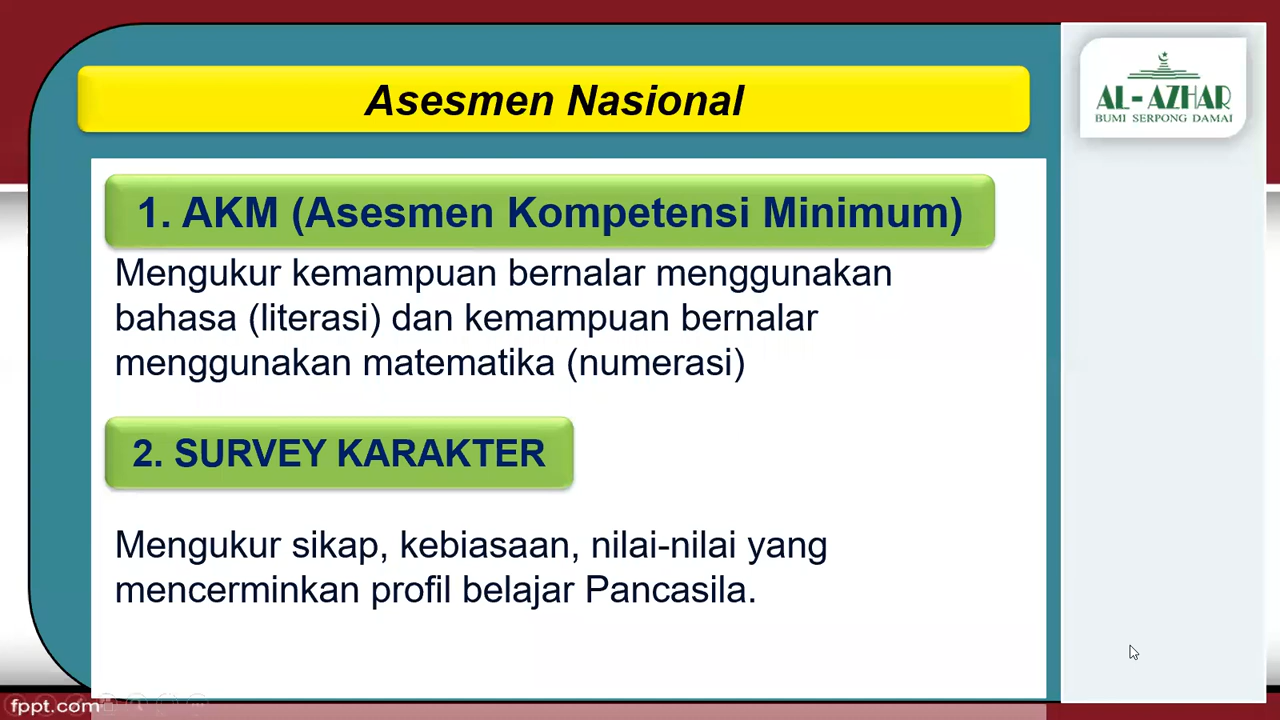 Asesmen Nasional
AL-AZHAR
BUMI SERPONG DAMAI
1. AKM (Asesmen Kompetensi Minimum)
Mengukur kemampuan bernalar menggunakan
bahasa (literasi) dan kemampuan bernalar
menggunakan matematika (numerasi)
2. SURVEY KARAKTER
Mengukur sikap, kebiasaan, nilai-nilai yang
mencerminkan profil belajar Pancasila.
fppt.com